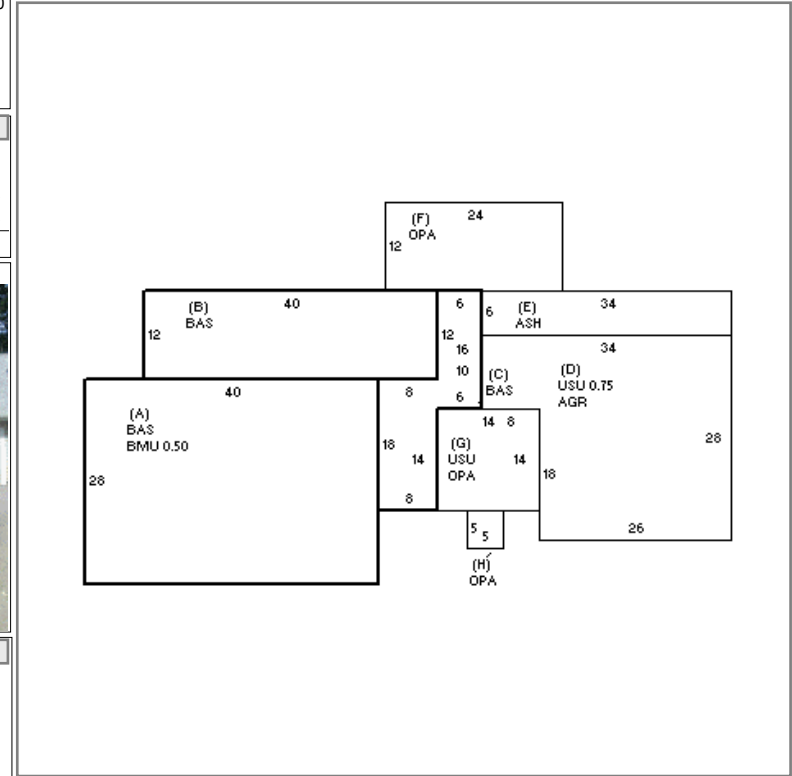 24
(F)
OPA
12
40
(B)
BAS
12
6
12
16
10
6
6
(E)
ASH
34
34
(C)
BAS
(D)
USU 0.75
AGR
28
18
26
40
(A)
BAS
BMU 0.50
28
8
18
14
8
14 8
(G)
USU
OPA
14
5
5
(H)
OPA